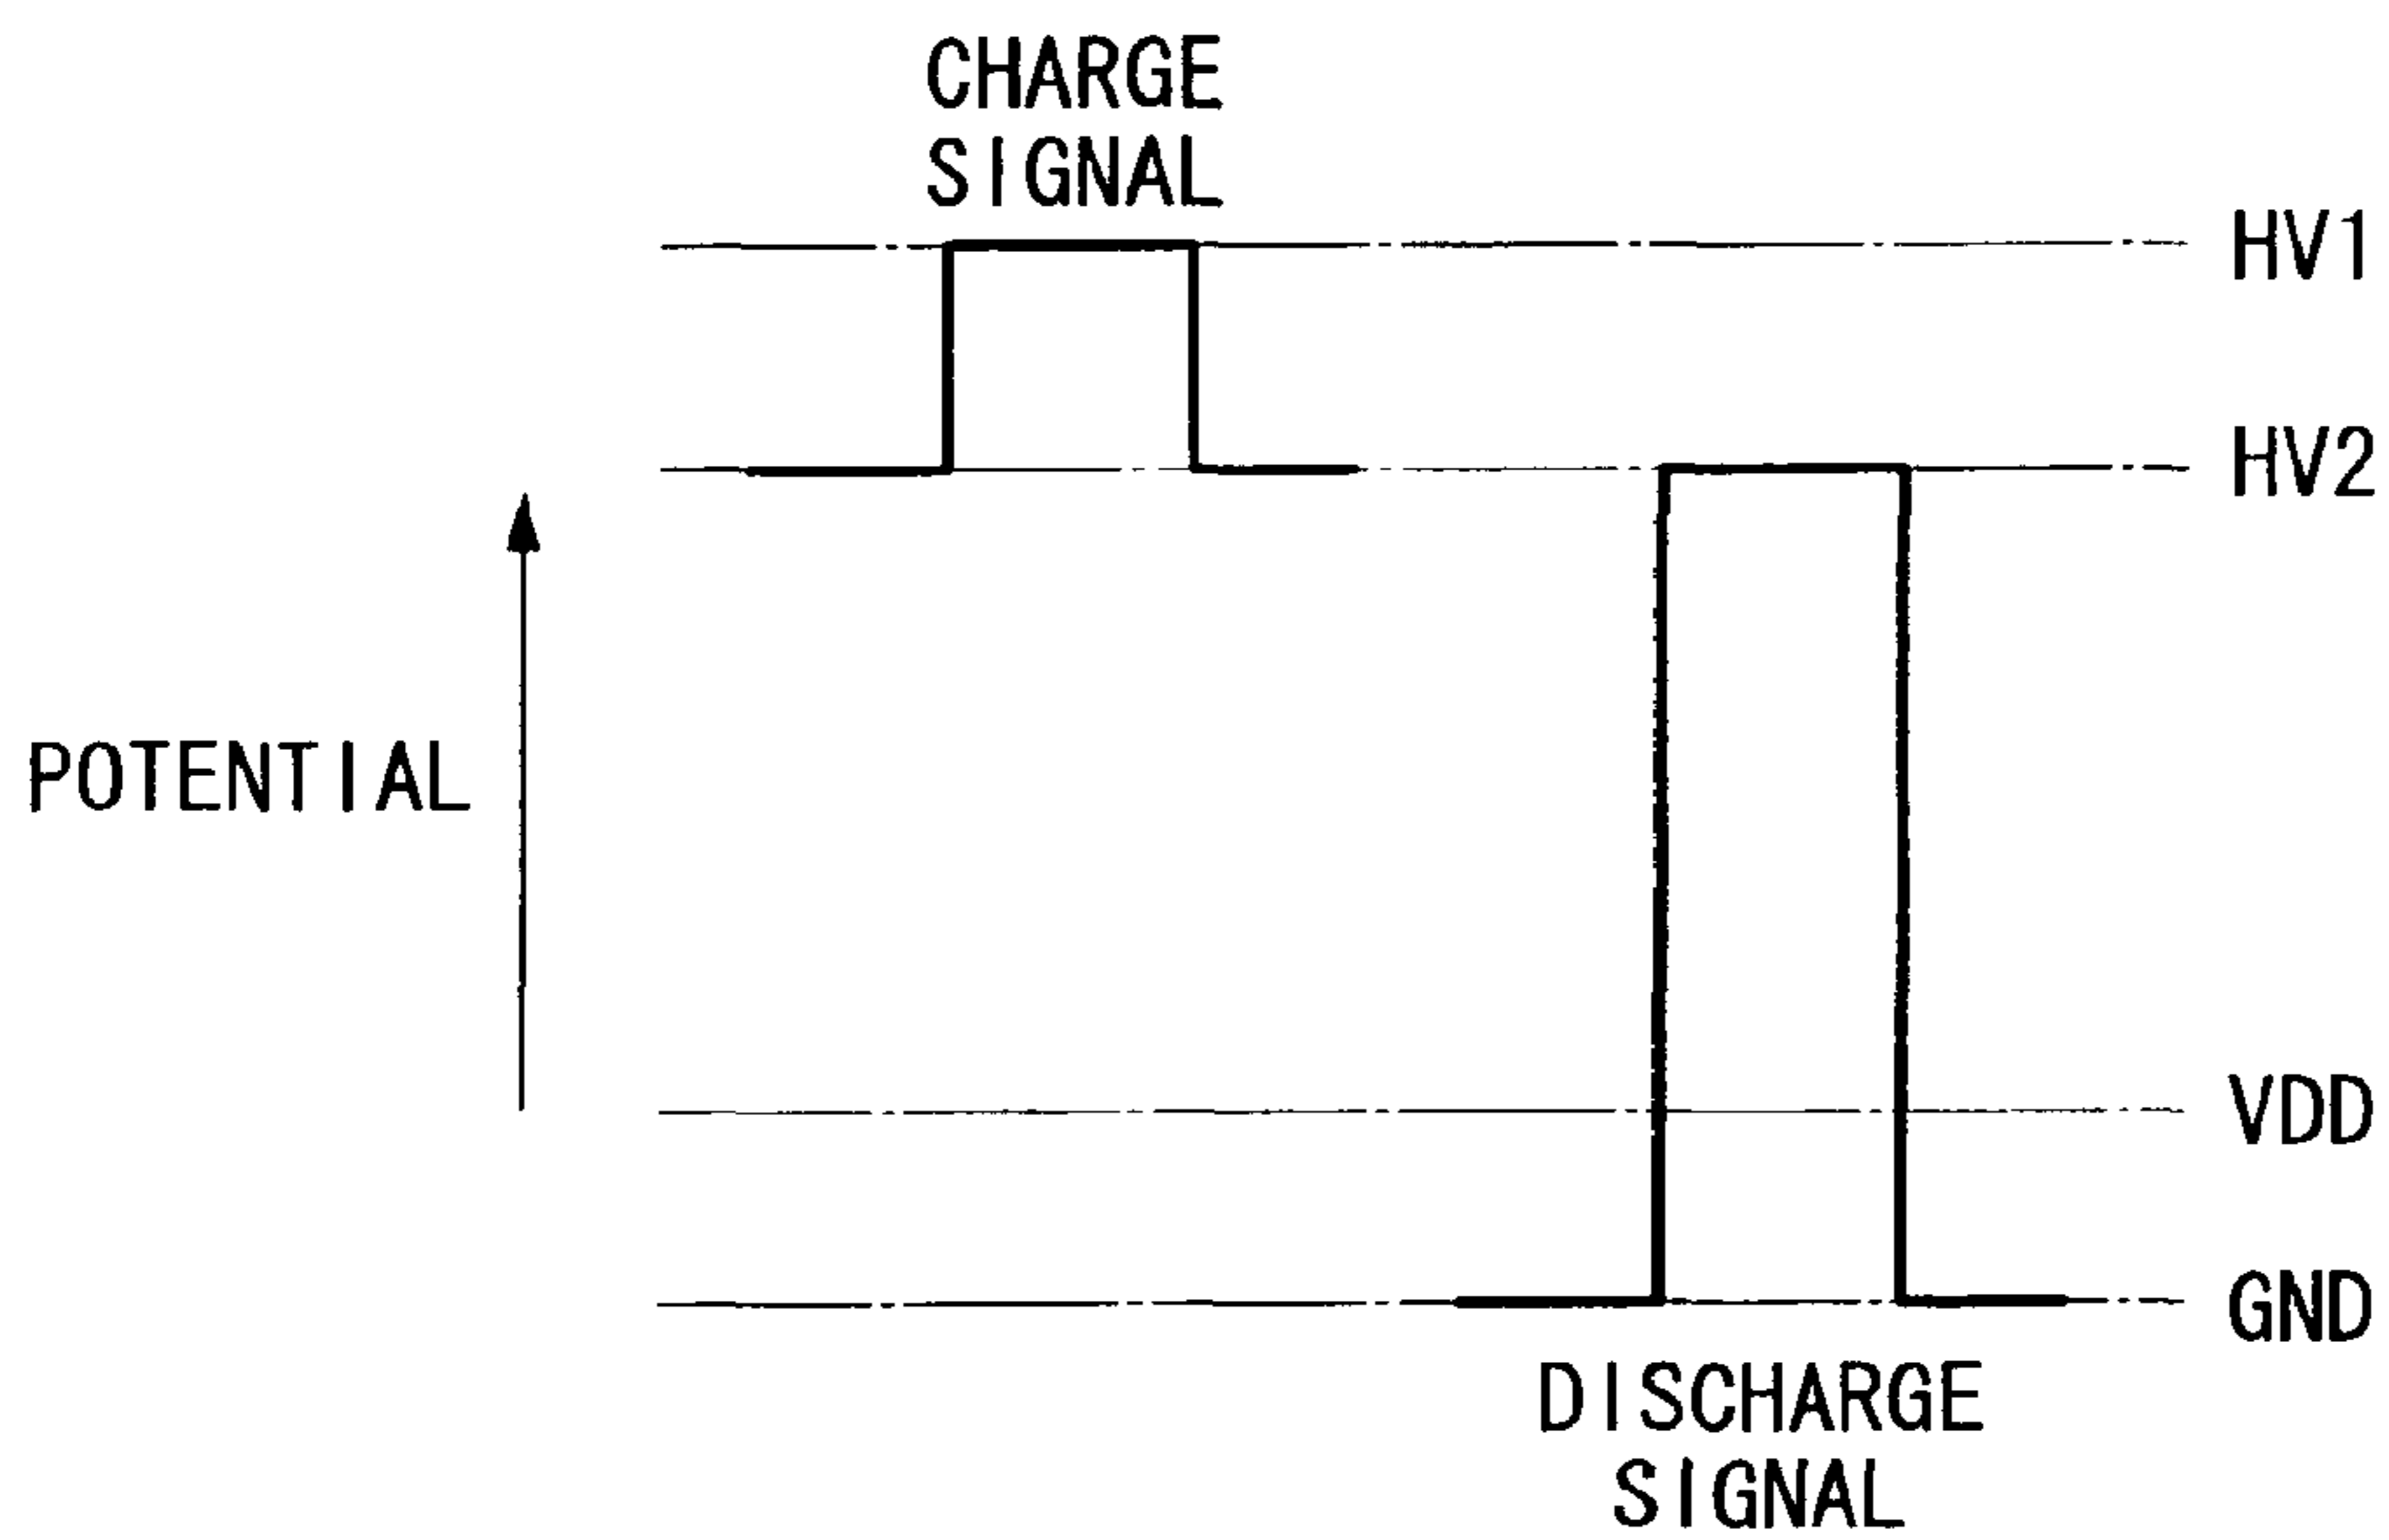 CHARGE
SIGNAL
HV1
HV2
POTENTIAL
VDD
GND
DISCHARGE
SIGNAL